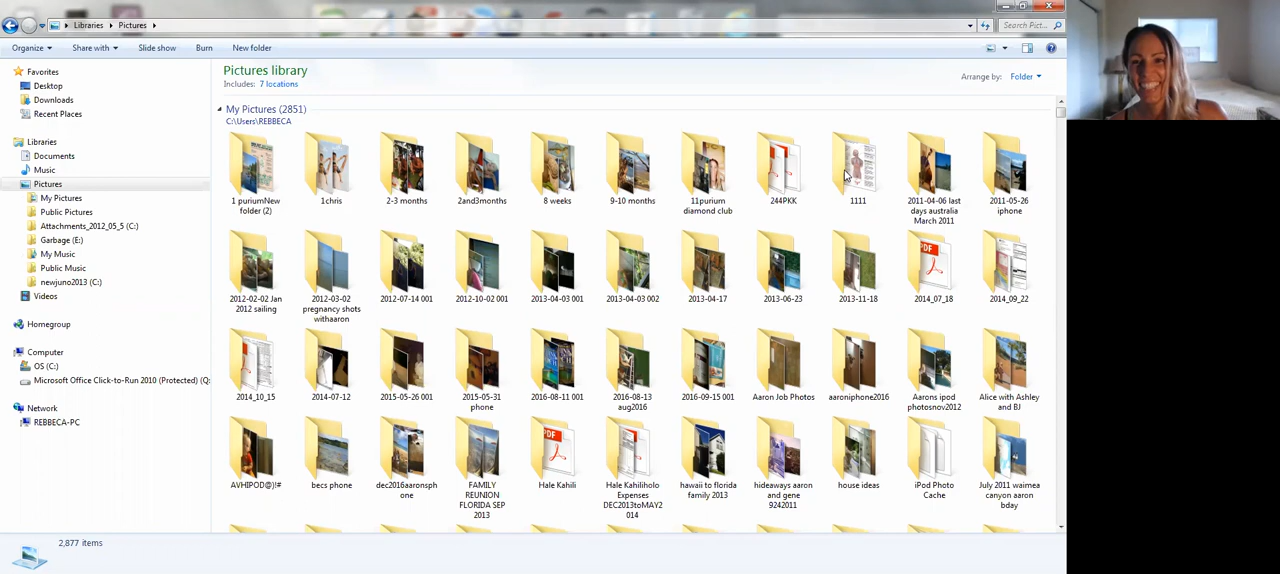 Libraries
Pictures
Search Pict...
Organize
Share with
Slide show
Burn
New folder
Favorites
Desktop
Downloads
Recent Places
Libraries
Documents
Music
Pictures
My Pictures
Public Pictures
Attachments_2012_05_5 (C:)
Garbage (E:)
My Music
Public Music
newjuno2013 (C:)
Videos
Homegroup
Computer
OS (C:)
Microsoft Office Click-to-Run 2010 (Protected) (Q:
Network
REBBECA-PC
Pictures library
Includes: 7 locations
Arrange by: Folder
My Pictures (2851)
C:\Users\REBBECA
1 puriumNew
folder (2)
1chris
2-3 months
2and3months
8 weeks
9-10 months
11purium
diamond club
244PKK
1111
2011-04-06 last
days australia
March 2011
2011-05-26
iphone
2012-02-02 Jan
2012 sailing
2012-03-02
pregnancy shots
withaaron
2012-07-14 001
2012-10-02 001
2013-04-03 001
2013-04-03 002
2013-04-17
2013-06-23
2013-11-18
2014_07_18
2014_09_22
2014_10_15
2014-07-12
2015-05-26 001
2015-05-31
phone
2016-08-11 001
2016-08-13
aug2016
2016-09-15 001
Aaron Job Photos
aaroniphone2016
Aarons ipod
photosnov2012
Alice with Ashley
and BJ
AVHIPOD@)!#
becs phone
dec2016aaronsph
one
FAMILY
REUNION
FLORIDA SEP
2013
Hale Kahili
Hale Kahiliholo
Expenses
DEC2013toMAY2
014
hawaii to florida
family 2013
hideaways aaron
and gene
9242011
house ideas
iPod Photo
Cache
July 2011 waimea
canyon aaron
bday
PDF
PDF
PDF
2,877 items